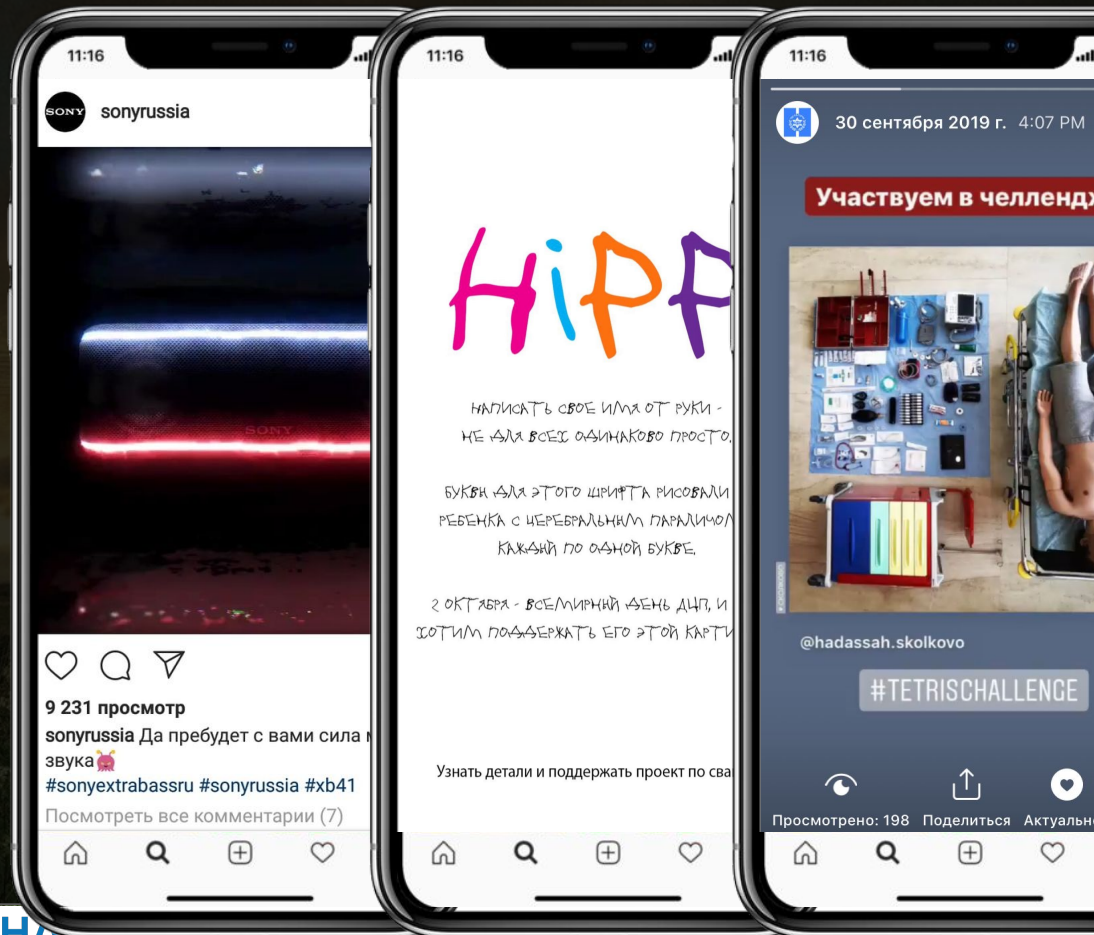 11:16
SONY
sonyrussia
SONY
9 231 просмотр
sonyrussia Да пребудет с вами сила
звука
#sonyextrabassru #sonyrussia #xb41
Посмотреть все комментарии (7)
11:16
HiPP
НАПИСАТЬ СВОЕ ИМЯ ОТ РУКИ -
НЕ ДЛЯ ВСЕХ ОДИНАКОВО ПРОСТО.
БУКВЫ ДЛЯ ЭТОГО ШРИФТА РИСОВАЛИ
РЕБЕНКА С ЦЕРЕБРАЛЬНЫМ ПАРАЛИЧОМ
КАЖДЫЙ ПО ОДНОЙ БУКВЕ.
2 ОКТЯБРЯ - ВСЕМИРНЫЙ ДЕНЬ ДЦП, И
ХОТИМ ПОДДЕРЖАТЬ ЕГО ЭТОЙ КАРТИ
Узнать детали и поддержать проект по сва
11:16
30 сентября 2019 г. 4:07 PM
Участвуем в челлендж
@hadassah.skolkovo
#TETRISCHALLENGE
Просмотрено: 198 Поделиться Актуально